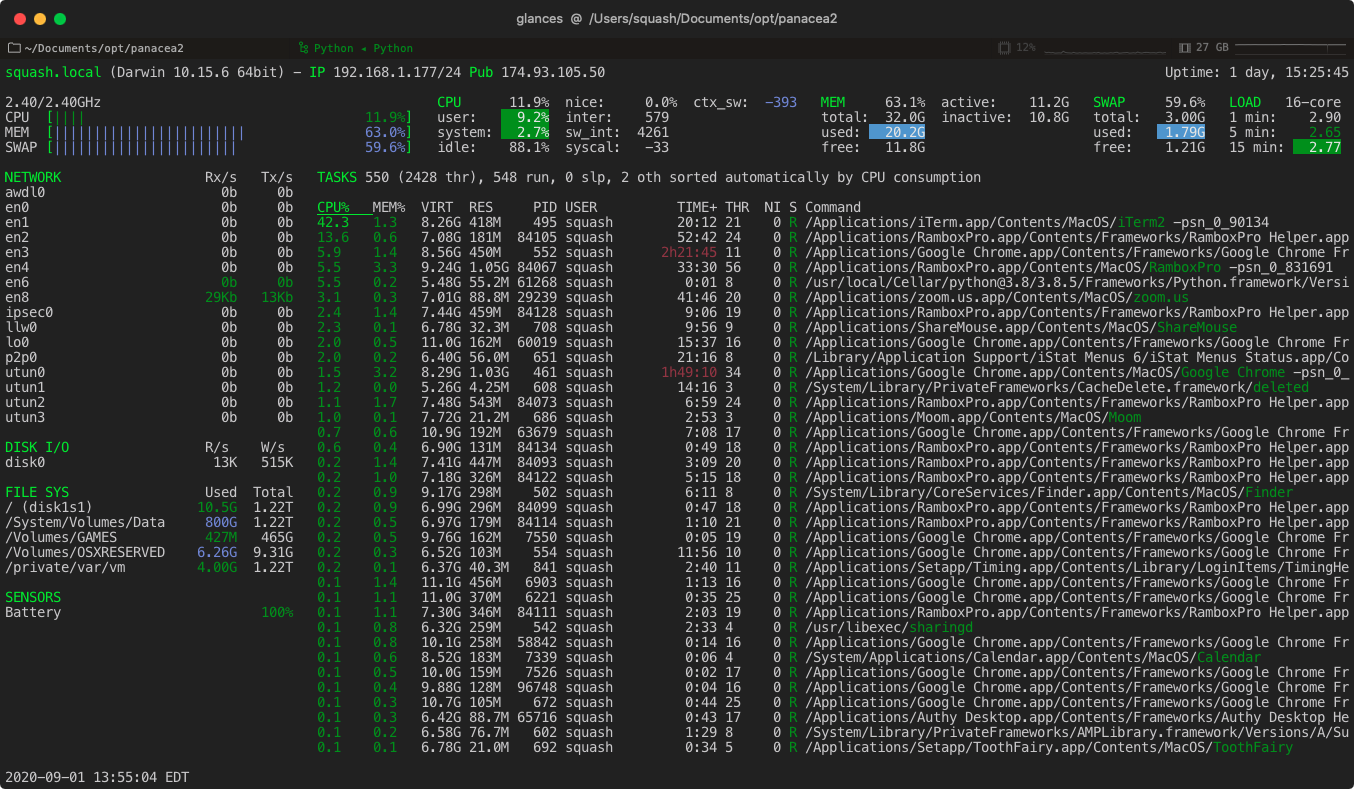 glances @ /Users/squash/Documents/opt/panacea2
~/Documents/opt/panacea2 Python ◂ Python 12% 27 GB
squash.local (Darwin 10.15.6 64bit) - IP 192.168.1.177/24 Pub 174.93.105.50 Uptime: 1 day, 15:25:45
2.40/2.40GHz CPU 11.9% nice: 0.0% ctx_sw: -393 MEM 63.1% active: 11.2G SWAP 59.6% LOAD 16-core
CPU [|||| 11.9%] user: 9.2% inter: 579 total: 32.0G inactive: 10.8G total: 3.00G 1 min: 2.90
MEM [|||||||||||||||||||||||| 63.0%] system: 2.7% sw_int: 4261 used: 20.2G used: 1.79G 5 min: 2.65
SWAP [||||||||||||||||||||||| 59.6%] idle: 88.1% syscal: -33 free: 11.8G free: 1.21G 15 min: 2.77
NETWORK Rx/s Tx/s TASKS 550 (2428 thr), 548 run, 0 slp, 2 oth sorted automatically by CPU consumption
awdl0 0b 0b
en0 0b 0b CPU% MEM% VIRT RES PID USER TIME+ THR NI S Command
en1 0b 0b 42.3 1.3 8.26G 418M 495 squash 20:12 21 0 R /Applications/iTerm.app/Contents/MacOS/iTerm2 -psn_0_90134
en2 0b 0b 13.6 0.6 7.08G 181M 84105 squash 52:42 24 0 R /Applications/RamboxPro.app/Contents/Frameworks/RamboxPro Helper.app
en3 0b 0b 5.9 1.4 8.56G 450M 552 squash 2h21:45 11 0 R /Applications/Google Chrome.app/Contents/Frameworks/Google Chrome Fr
en4 0b 0b 5.5 3.3 9.24G 1.05G 84067 squash 33:30 56 0 R /Applications/RamboxPro.app/Contents/MacOS/RamboxPro -psn_0_831691
en6 0b 0b 5.5 0.2 5.48G 55.2M 61268 squash 0:01 8 0 R /usr/local/Cellar/python@3.8/3.8.5/Frameworks/Python.framework/Versi
en8 29Kb 13Kb 3.1 0.3 7.01G 88.8M 29239 squash 41:46 20 0 R /Applications/zoom.us.app/Contents/MacOS/zoom.us
ipsec0 0b 0b 2.4 1.4 7.44G 459M 84128 squash 9:06 19 0 R /Applications/RamboxPro.app/Contents/Frameworks/RamboxPro Helper.app
llw0 0b 0b 2.3 0.1 6.78G 32.3M 708 squash 9:56 9 0 R /Applications/ShareMouse.app/Contents/MacOS/ShareMouse
lo0 0b 0b 2.0 0.5 11.0G 162M 60019 squash 15:37 16 0 R /Applications/Google Chrome.app/Contents/Frameworks/Google Chrome Fr
p2p0 0b 0b 2.0 0.2 6.40G 56.0M 651 squash 21:16 8 0 R /Library/Application Support/iStat Menus 6/iStat Menus Status.app/Co
utun0 0b 0b 1.5 3.2 8.29G 1.03G 461 squash 1h49:10 34 0 R /Applications/Google Chrome.app/Contents/MacOS/Google Chrome -psn_0_
utun1 0b 0b 1.2 0.0 5.26G 4.25M 608 squash 14:16 3 0 R /System/Library/PrivateFrameworks/CacheDelete.framework/deleted
utun2 0b 0b 1.1 1.7 7.48G 543M 84073 squash 6:59 24 0 R /Applications/RamboxPro.app/Contents/Frameworks/RamboxPro Helper.app
utun3 0b 0b 1.0 0.1 7.72G 21.2M 686 squash 2:53 3 0 R /Applications/Moom.app/Contents/MacOS/Moom
0.7 0.6 10.9G 192M 63679 squash 7:08 17 0 R /Applications/Google Chrome.app/Contents/Frameworks/Google Chrome Fr
DISK I/O R/s W/s 0.6 0.4 6.90G 131M 84134 squash 0:49 18 0 R /Applications/RamboxPro.app/Contents/Frameworks/RamboxPro Helper.app
disk0 13K 515K 0.2 1.4 7.41G 447M 84093 squash 3:09 20 0 R /Applications/RamboxPro.app/Contents/Frameworks/RamboxPro Helper.app
0.2 1.0 7.18G 326M 84122 squash 5:15 18 0 R /Applications/RamboxPro.app/Contents/Frameworks/RamboxPro Helper.app
FILE SYS Used Total 0.2 0.9 9.17G 298M 502 squash 6:11 8 0 R /System/Library/CoreServices/Finder.app/Contents/MacOS/Finder
/ (disk1s1) 10.5G 1.22T 0.2 0.9 6.99G 296M 84099 squash 0:47 18 0 R /Applications/RamboxPro.app/Contents/Frameworks/RamboxPro Helper.app
/System/Volumes/Data 800G 1.22T 0.2 0.5 6.97G 179M 84114 squash 1:10 21 0 R /Applications/RamboxPro.app/Contents/Frameworks/RamboxPro Helper.app
/Volumes/GAMES 427M 465G 0.2 0.5 9.76G 162M 7550 squash 0:05 19 0 R /Applications/Google Chrome.app/Contents/Frameworks/Google Chrome Fr
/Volumes/OSXRESERVED 6.26G 9.31G 0.2 0.3 6.52G 103M 554 squash 11:56 10 0 R /Applications/Google Chrome.app/Contents/Frameworks/Google Chrome Fr
/private/var/vm 4.00G 1.22T 0.2 0.1 6.37G 40.3M 841 squash 2:40 11 0 R /Applications/Setapp/Timing.app/Contents/Library/LoginItems/TimingHe
0.1 1.4 11.1G 456M 6903 squash 1:13 16 0 R /Applications/Google Chrome.app/Contents/Frameworks/Google Chrome Fr
SENSORS 0.1 1.1 11.0G 370M 6221 squash 0:35 25 0 R /Applications/Google Chrome.app/Contents/Frameworks/Google Chrome Fr
Battery 100% 0.1 1.1 7.30G 346M 84111 squash 2:03 19 0 R /Applications/RamboxPro.app/Contents/Frameworks/RamboxPro Helper.app
0.1 0.8 6.32G 259M 542 squash 2:33 4 0 R /usr/libexec/sharingd
0.1 0.8 10.1G 258M 58842 squash 0:14 16 0 R /Applications/Google Chrome.app/Contents/Frameworks/Google Chrome Fr
0.1 0.6 8.52G 183M 7339 squash 0:06 4 0 R /System/Applications/Calendar.app/Contents/MacOS/Calendar
0.1 0.5 10.0G 159M 7526 squash 0:02 17 0 R /Applications/Google Chrome.app/Contents/Frameworks/Google Chrome Fr
0.1 0.4 9.88G 128M 96748 squash 0:04 16 0 R /Applications/Google Chrome.app/Contents/Frameworks/Google Chrome Fr
0.1 0.3 10.7G 105M 672 squash 0:44 25 0 R /Applications/Google Chrome.app/Contents/Frameworks/Google Chrome Fr
0.1 0.3 6.42G 88.7M 65716 squash 0:43 17 0 R /Applications/Authy Desktop.app/Contents/Frameworks/Authy Desktop He
0.1 0.2 6.58G 76.7M 602 squash 1:29 8 0 R /System/Library/PrivateFrameworks/AMPLibrary.framework/Versions/A/Su
0.1 0.1 6.78G 21.0M 692 squash 0:34 5 0 R /Applications/Setapp/ToothFairy.app/Contents/MacOS/ToothFairy
2020-09-01 13:55:04 EDT